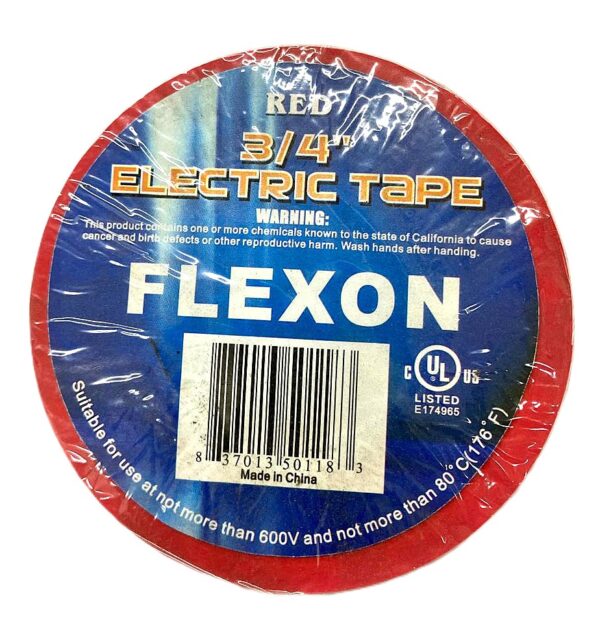 RED
3/4"
ELECTRIC TAPE
WARNING:
This product contains one or more chemicals known to the state of California to cause
cancer and birth defects or other reproductive harm. Wash hands after handing.
FLEXON
C UL US
LISTED
E174965
8 37013 50118 3
Made in China
Suitable for use at not more than 600V and not more than 80°C(176°F)